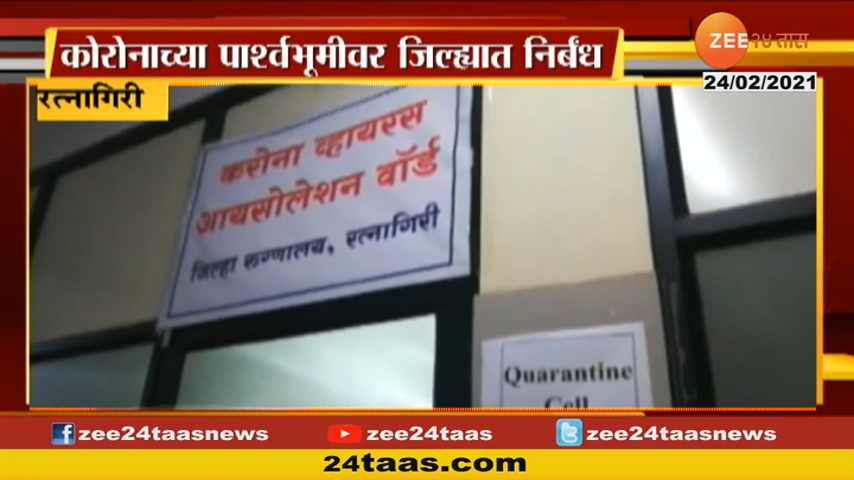 कोरोनाच्या पार्श्वभूमीवर जिल्ह्यात निर्बंध
ZEE २४ तास
24/02/2021
रत्नागिरी
करोना व्हायरस
आयसोलेशन वॉर्ड
जिल्हा रुग्णालय, रत्नागिरी
Quarantine
Cell
zee24taasnews
zee24taas
zee24taasnews
24taas.com